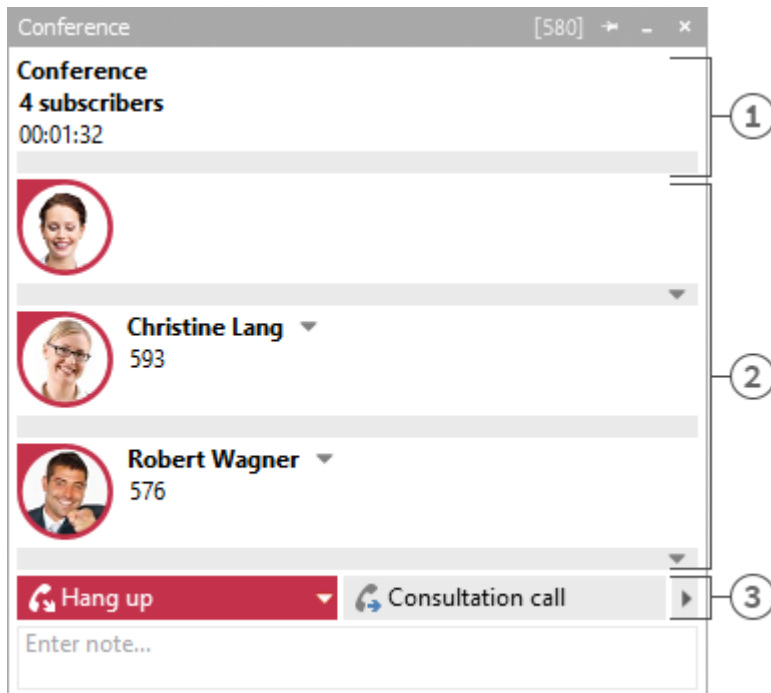 Conference [580]
Conference
4 subscribers
00:01:32
1
Christine Lang
593
2
Robert Wagner
576
Hang up Consultation call
3
Enter note...